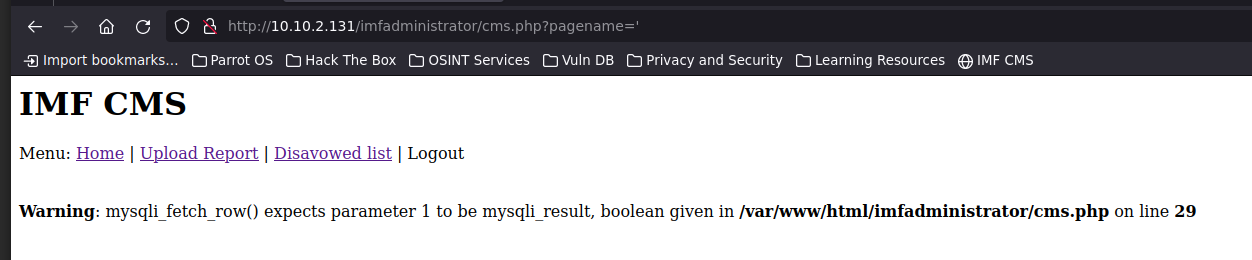 http://10.10.2.131/imfadministrator/cms.php?pagename='
Import bookmarks... Parrot OS Hack The Box OSINT Services Vuln DB Privacy and Security Learning Resources IMF CMS
IMF CMS
Menu: Home | Upload Report | Disavowed list | Logout
Warning: mysqli_fetch_row() expects parameter 1 to be mysqli_result, boolean given in /var/www/html/imfadministrator/cms.php on line 29